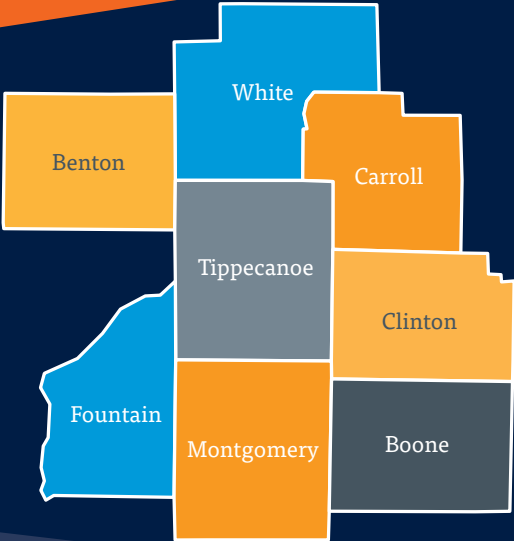 White
Benton
Carroll
Tippecanoe
Clinton
Fountain
Montgomery
Boone